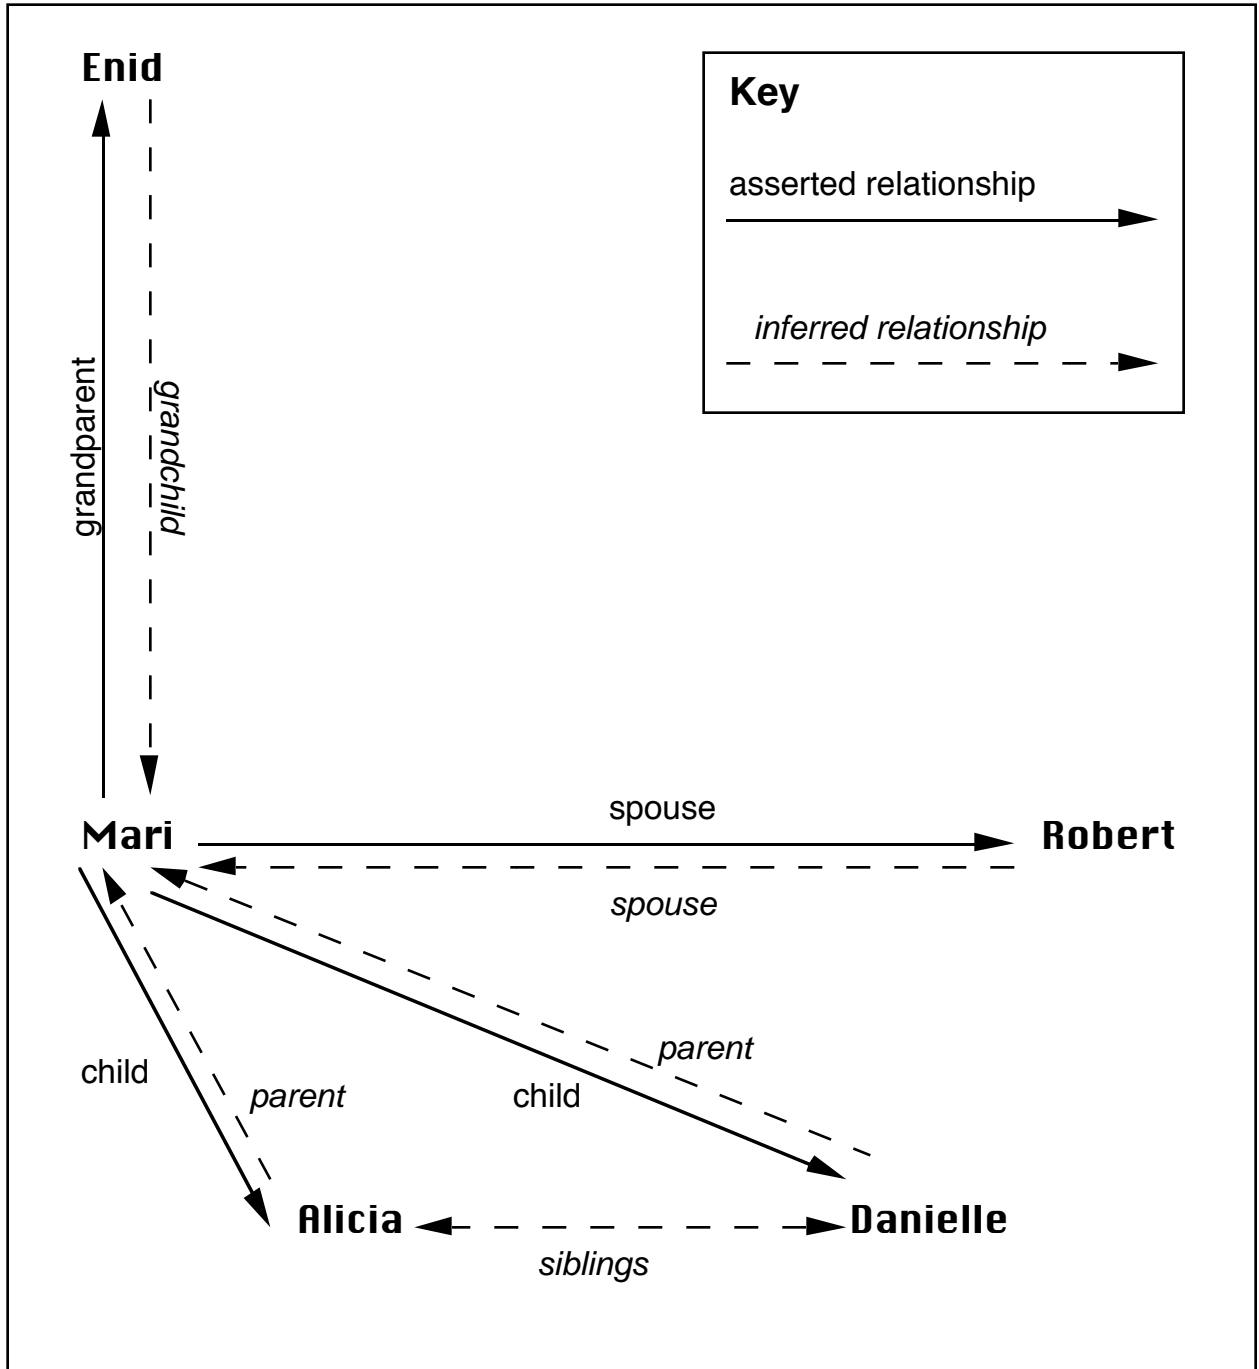 Enid
Key
asserted relationship
inferred relationship
grandparent
grandchild
spouse
Mari
Robert
spouse
parent
child
child
parent
Alicia
Danielle
siblings